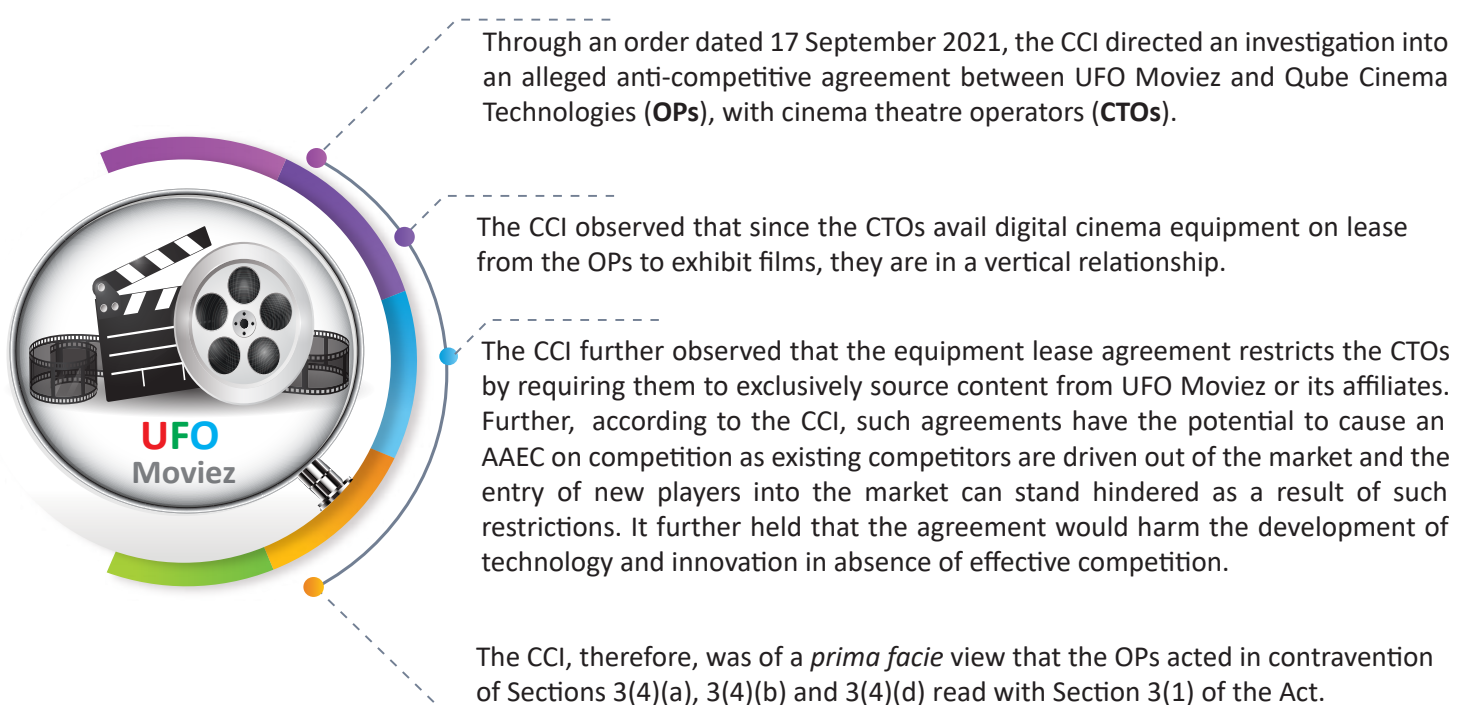 Through an order dated 17 September 2021, the CCI directed an investigation into
an alleged anti-competitive agreement between UFO Moviez and Qube Cinema
Technologies (OPs), with cinema theatre operators (CTOs).
The CCI observed that since the CTOs avail digital cinema equipment on lease
from the OPs to exhibit films, they are in a vertical relationship.
The CCI further observed that the equipment lease agreement restricts the CTOs
by requiring them to exclusively source content from UFO Moviez or its affiliates.
Further, according to the CCI, such agreements have the potential to cause an
AAEC on competition as existing competitors are driven out of the market and the
entry of new players into the market can stand hindered as a result of such
restrictions. It further held that the agreement would harm the development of
technology and innovation in absence of effective competition.
The CCI, therefore, was of a prima facie view that the OPs acted in contravention
of Sections 3(4)(a), 3(4)(b) and 3(4)(d) read with Section 3(1) of the Act.
UFO
Moviez